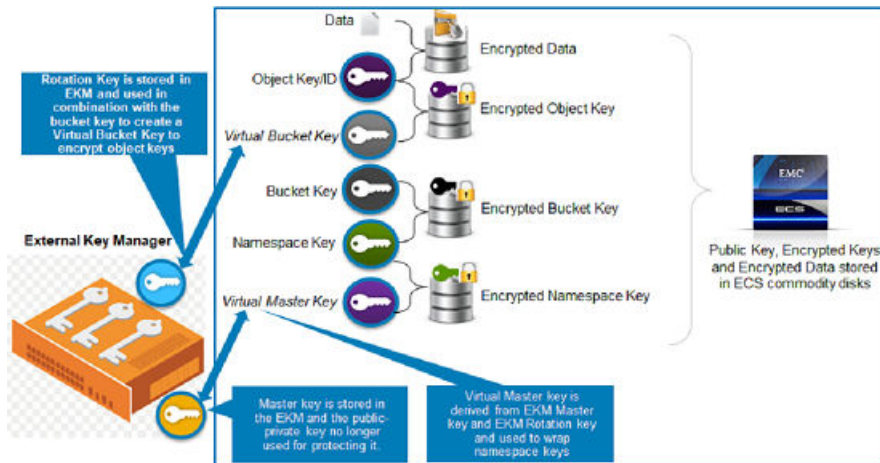 Rotation Key is stored in
EKM and used in
combination with the
bucket key to create a
Virtual Bucket Key to
encrypt object keys
External Key Manager
Data
Encrypted Data
Object Key/ID
Encrypted Object Key
Virtual Bucket Key
Bucket Key
Encrypted Bucket Key
Namespace Key
Virtual Master Key
Encrypted Namespace Key
EMC²
ECS
Public Key, Encrypted Keys
and Encrypted Data stored
in ECS commodity disks
Master key is stored in
the EKM and the public-
private key no longer
used for protecting it.
Virtual Master key is
derived from EKM Master
key and EKM Rotation key
and used to wrap
namespace keys